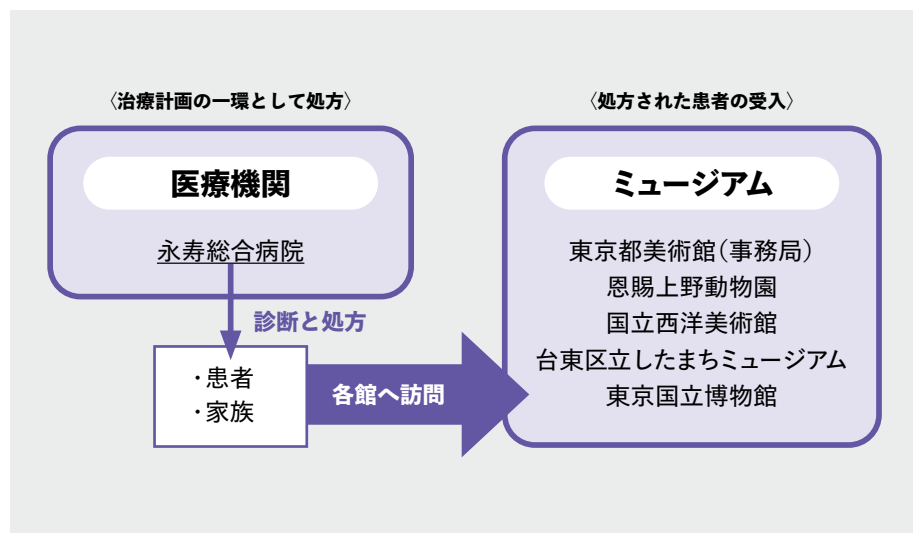 〈治療計画の一環として処方〉
医療機関
永寿総合病院
診断と処方
・患者
・家族
各館へ訪問
〈処方された患者の受入〉
ミュージアム
東京都美術館（事務局）
恩賜上野動物園
国立西洋美術館
台東区立したまちミュージアム
東京国立博物館